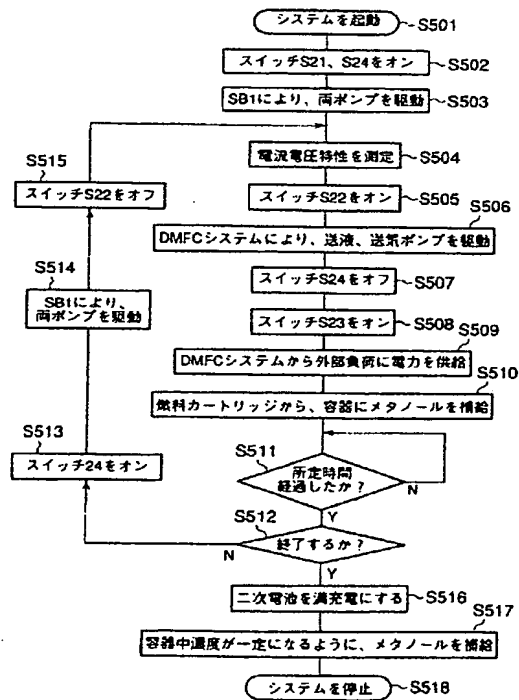 システムを起動
S501
スイッチS21、S24をオン
S502
SB1により、両ポンプを駆動
S503
電流電圧特性を測定
S504
スイッチS22をオン
S505
DMFCシステムにより、送液、送気ポンプを駆動
S506
スイッチS24をオフ
S507
スイッチS23をオン
S508
DMFCシステムから外部負荷に電力を供給
S509
燃料カートリッジから、容器にメタノールを補給
S510
S511
所定時間
経過したか？
N
Y
S512
終了するか？
N
Y
S513
スイッチ24をオン
S514
SB1により、
両ポンプを駆動
S515
スイッチS22をオフ
二次電池を満充電にする
S516
容器中濃度が一定になるように、メタノールを補給
S517
システムを停止
S518